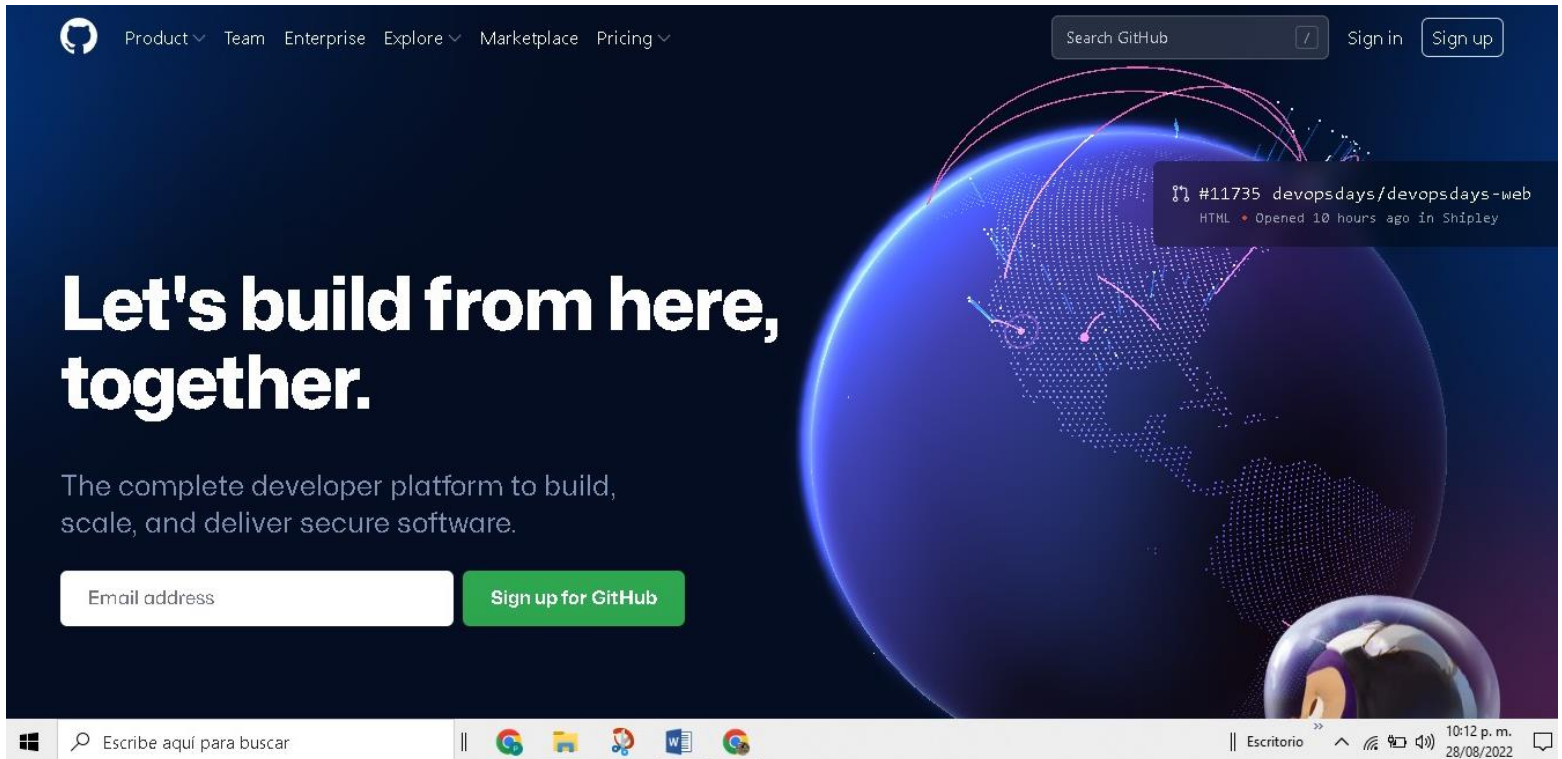 Product Team Enterprise Explore Marketplace Pricing Search GitHub / Sign in Sign up
#11735 devopsdays/devopsdays-web
HTML • Opened 10 hours ago in Shipley
Let's build from here,
together.
The complete developer platform to build,
scale, and deliver secure software.
Email address Sign up for GitHub
Escribe aquí para buscar Escritorio 10:12 p. m.
28/08/2022